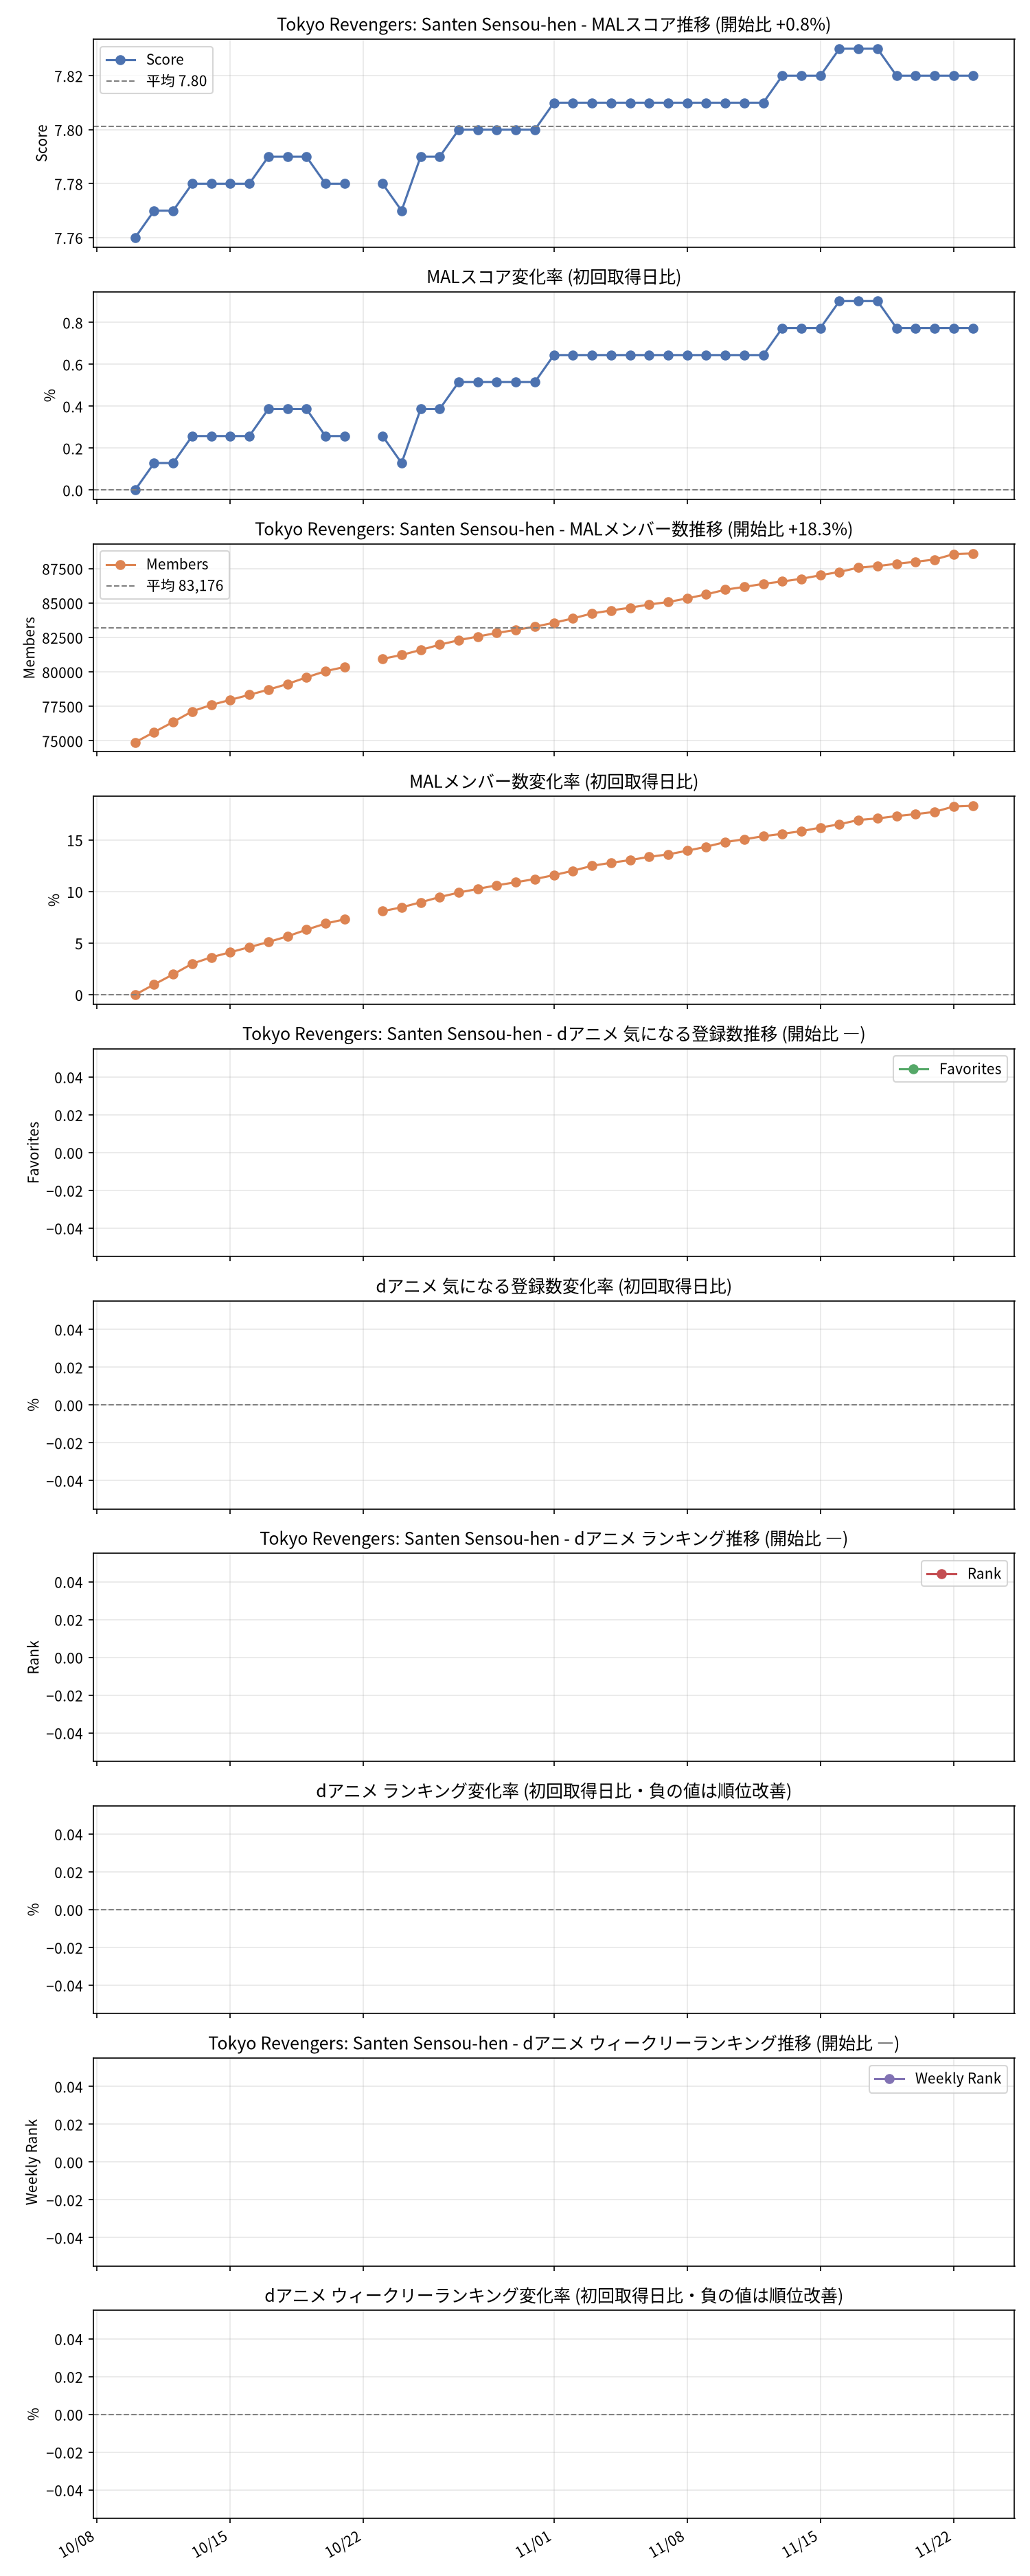 Tokyo Revengers: Santen Sensou-hen - MALスコア推移 (開始比 +0.8%)
Score
平均 7.80
Score
7.82
7.80
7.78
7.76
MALスコア変化率 (初回取得日比)
%
0.8
0.6
0.4
0.2
0.0
Tokyo Revengers: Santen Sensou-hen - MALメンバー数推移 (開始比 +18.3%)
Members
平均 83,176
Members
87500
85000
82500
80000
77500
75000
MALメンバー数変化率 (初回取得日比)
%
15
10
5
0
Tokyo Revengers: Santen Sensou-hen - dアニメ 気になる登録数推移 (開始比 —)
Favorites
Favorites
0.04
0.02
0.00
−0.02
−0.04
dアニメ 気になる登録数変化率 (初回取得日比)
%
0.04
0.02
0.00
−0.02
−0.04
Tokyo Revengers: Santen Sensou-hen - dアニメ ランキング推移 (開始比 —)
Rank
Rank
0.04
0.02
0.00
−0.02
−0.04
dアニメ ランキング変化率 (初回取得日比・負の値は順位改善)
%
0.04
0.02
0.00
−0.02
−0.04
Tokyo Revengers: Santen Sensou-hen - dアニメ ウィークリーランキング推移 (開始比 —)
Weekly Rank
Weekly Rank
0.04
0.02
0.00
−0.02
−0.04
dアニメ ウィークリーランキング変化率 (初回取得日比・負の値は順位改善)
%
0.04
0.02
0.00
−0.02
−0.04
10/08
10/15
10/22
11/01
11/08
11/15
11/22